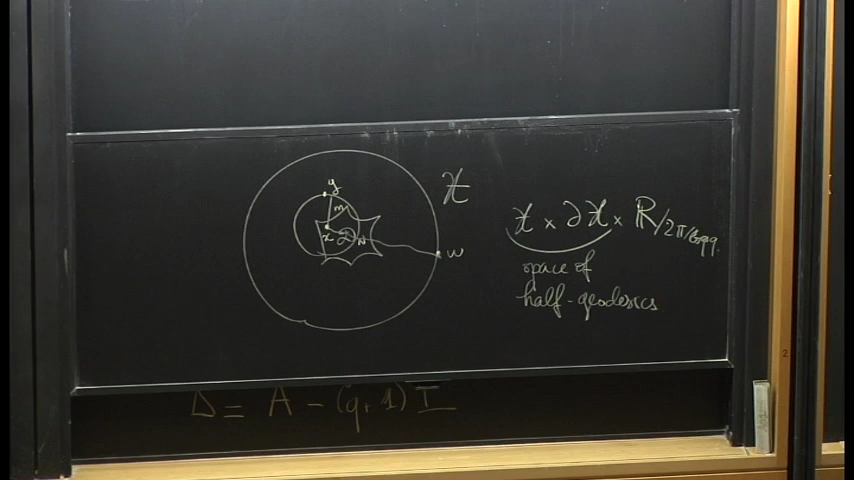 y
m
x
w
𝔛
𝔛 × ∂𝔛 × ℝ/2π/log q.
space of
half-geodesics
Δ = A − (q+1) I